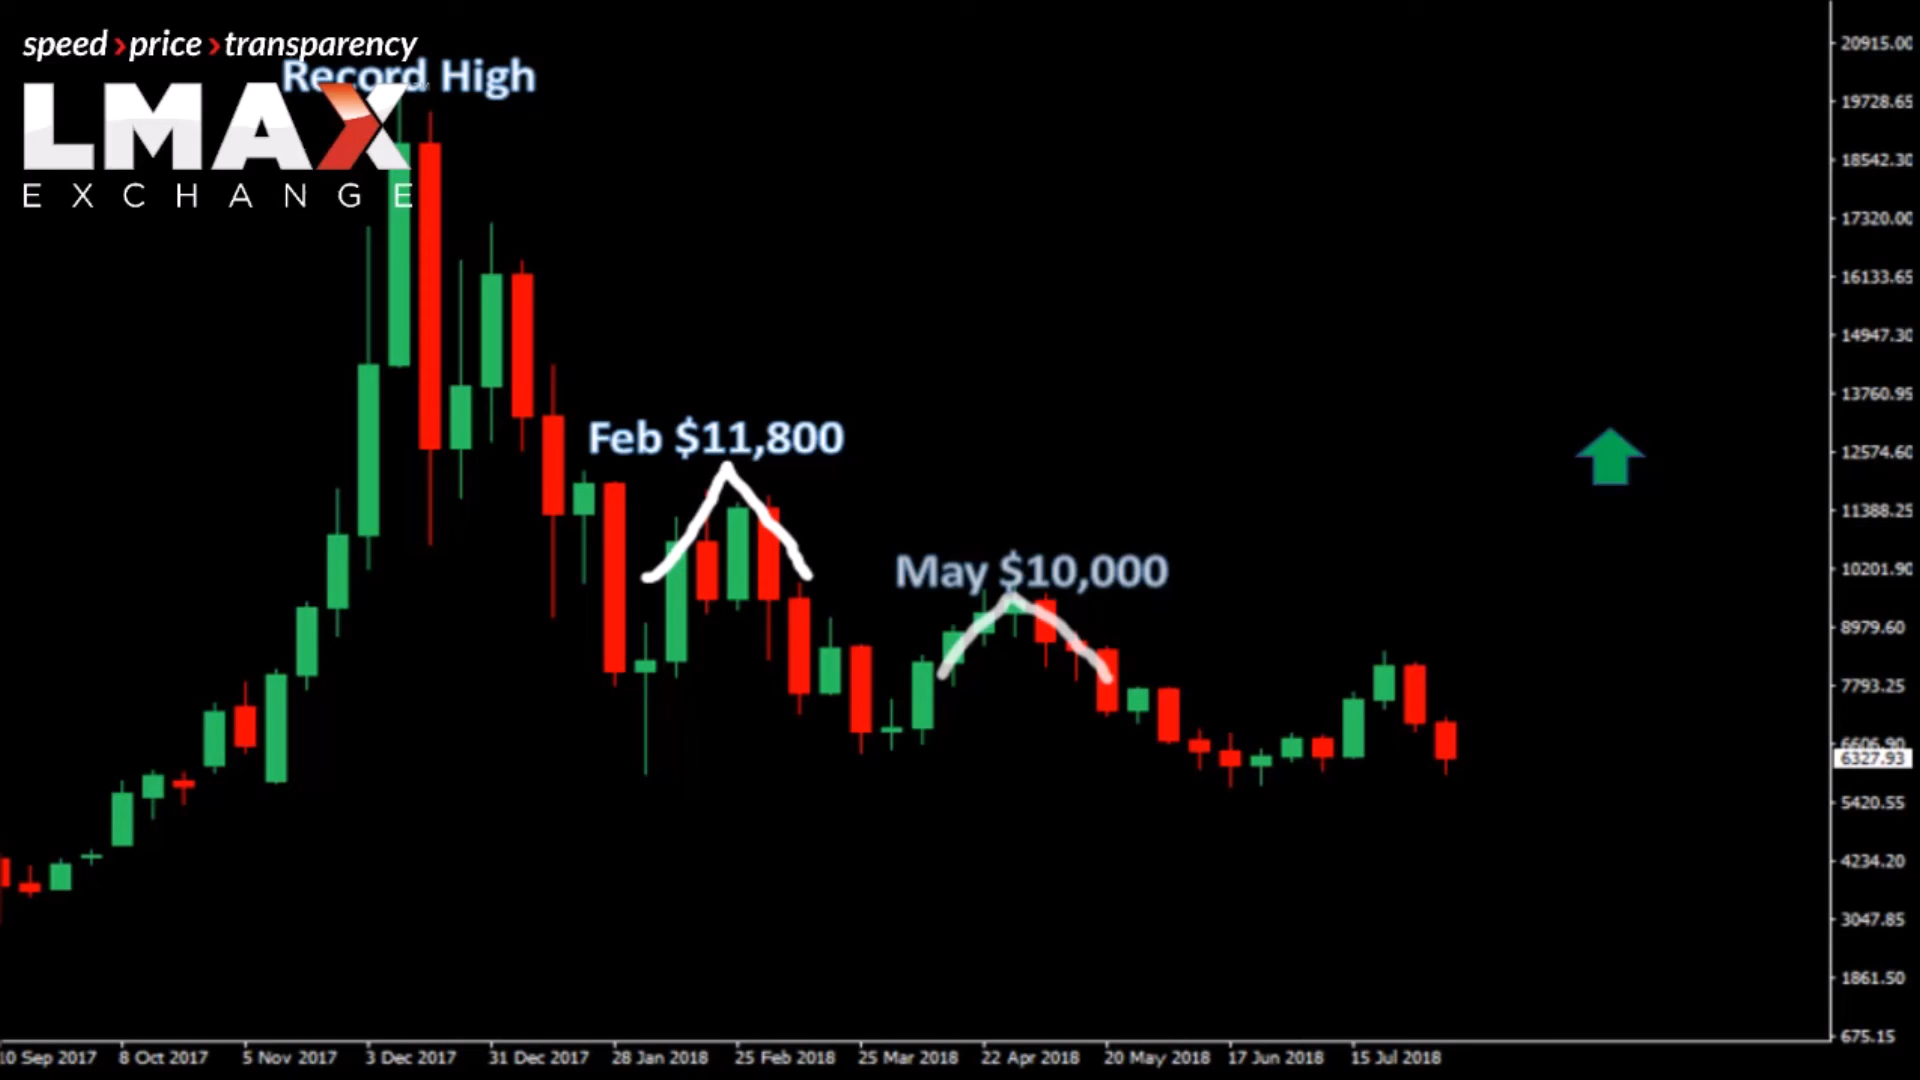 speed›price›transparency
Record High
LMAX
EXCHANGE
Feb $11,800
May $10,000
20915.00
19728.65
18542.30
17320.00
16133.65
14947.30
13760.95
12574.60
11388.25
10201.90
8979.60
7793.25
6606.90
6327.93
5420.55
4234.20
3047.85
1861.50
675.15
10 Sep 2017 8 Oct 2017 5 Nov 2017 3 Dec 2017 31 Dec 2017 28 Jan 2018 25 Feb 2018 25 Mar 2018 22 Apr 2018 20 May 2018 17 Jun 2018 15 Jul 2018